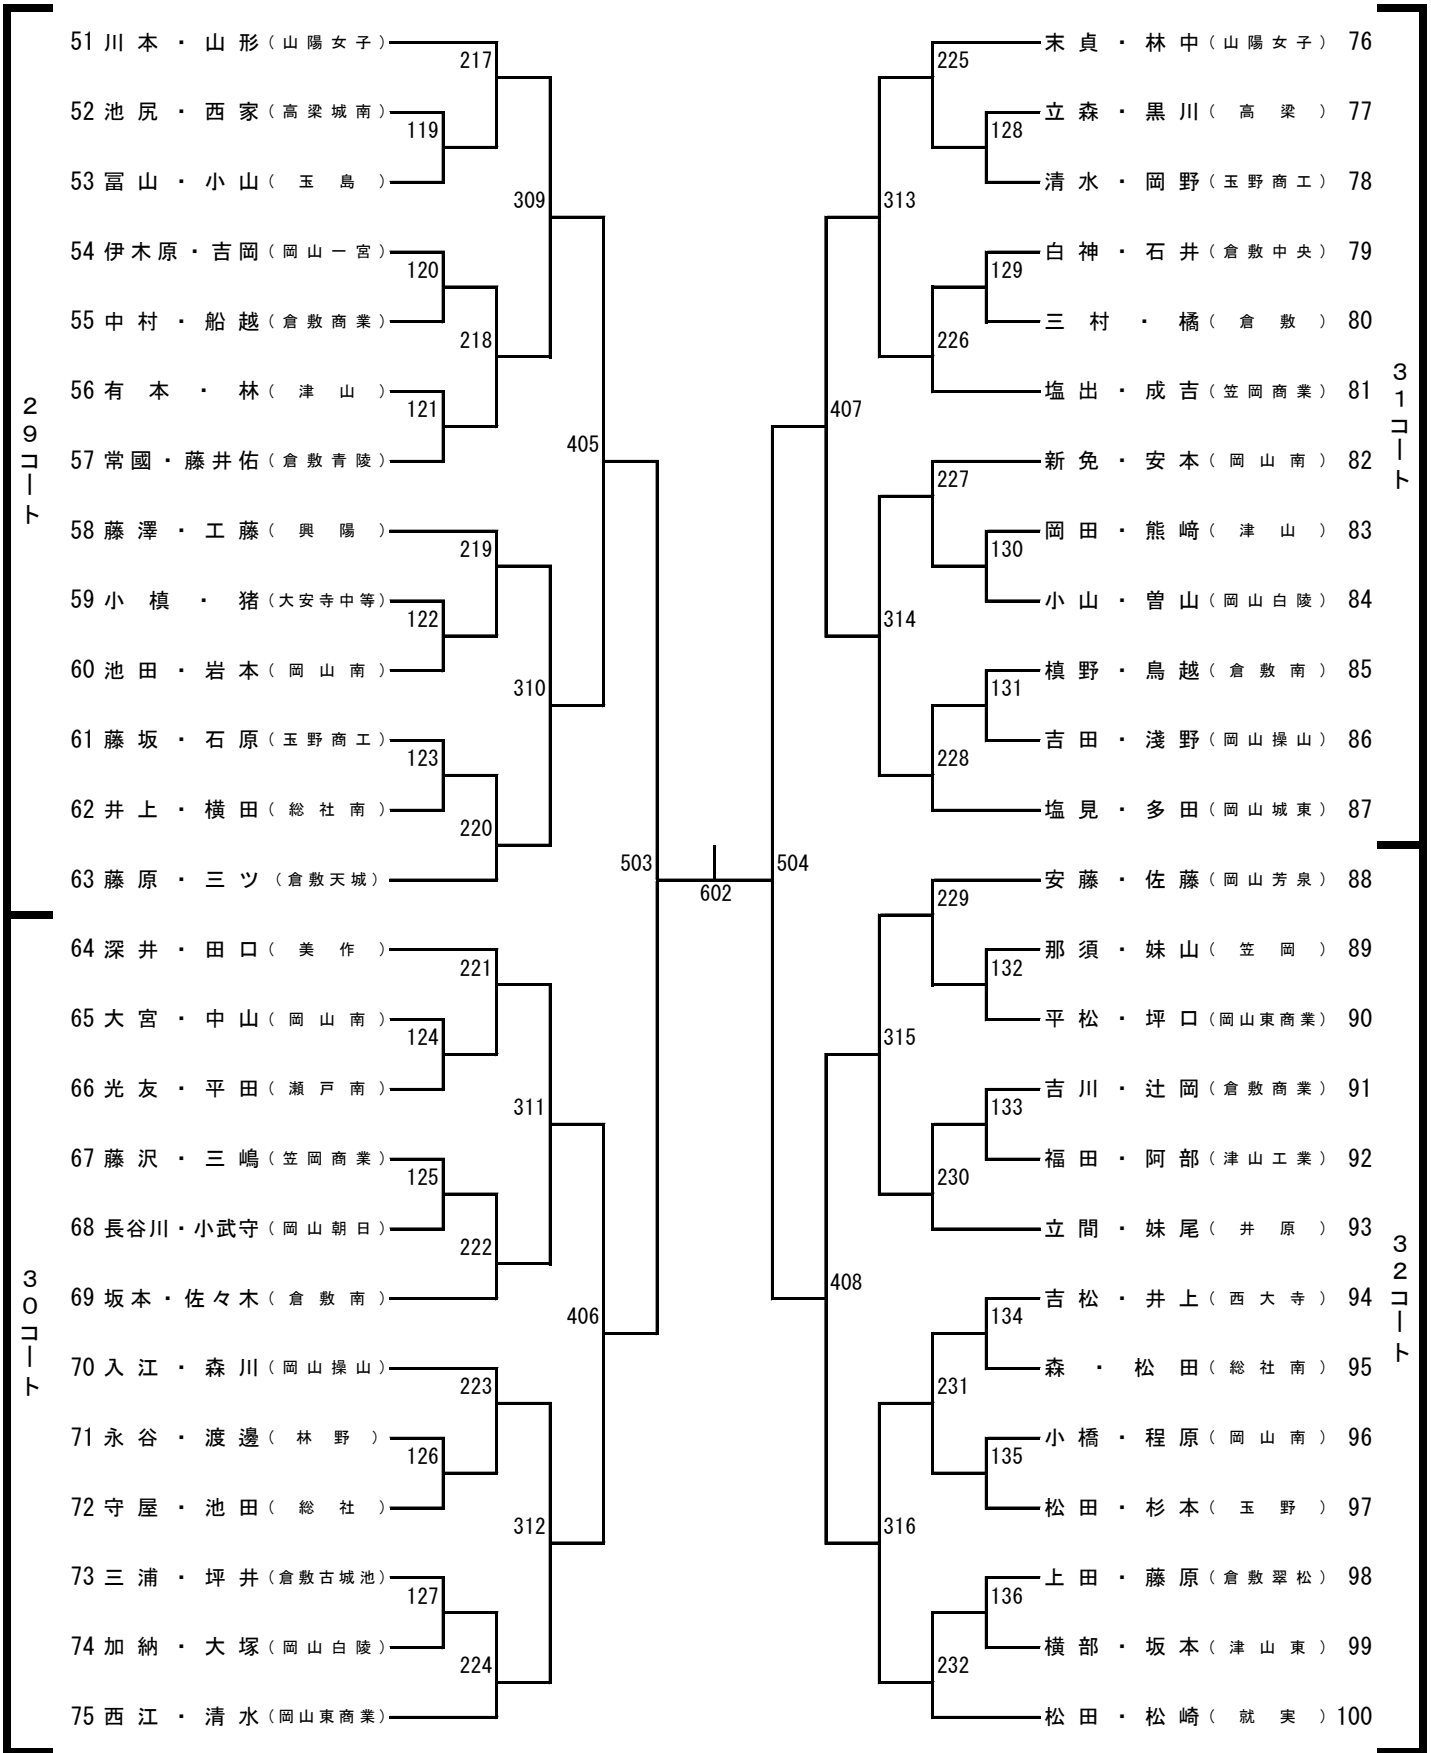 29コート
51 川本・山形（山陽女子）
217
52 池尻・西家（高梁城南）
119
53 冨山・小山（玉島）
309
54 伊木原・吉岡（岡山一宮）
120
55 中村・船越（倉敷商業）
218
56 有本・林（津山）
121
57 常國・藤井佑（倉敷青陵）
405
58 藤澤・工藤（興陽）
219
59 小槙・猪（大安寺中等）
122
60 池田・岩本（岡山南）
310
61 藤坂・石原（玉野商工）
123
62 井上・横田（総社南）
220
63 藤原・三ツ（倉敷天城）
503
30コート
64 深井・田口（美作）
221
65 大宮・中山（岡山南）
124
66 光友・平田（瀬戸南）
311
67 藤沢・三嶋（笠岡商業）
125
68 長谷川・小武守（岡山朝日）
222
69 坂本・佐々木（倉敷南）
406
70 入江・森川（岡山操山）
223
71 永谷・渡邊（林野）
126
72 守屋・池田（総社）
312
73 三浦・坪井（倉敷古城池）
127
74 加納・大塚（岡山白陵）
224
75 西江・清水（岡山東商業）
602
31コート
末貞・林中（山陽女子） 76
225
立森・黒川（高梁） 77
128
清水・岡野（玉野商工） 78
313
白神・石井（倉敷中央） 79
129
三村・橘（倉敷） 80
226
塩出・成吉（笠岡商業） 81
407
新免・安本（岡山南） 82
227
岡田・熊﨑（津山） 83
130
小山・曽山（岡山白陵） 84
314
槙野・鳥越（倉敷南） 85
131
吉田・淺野（岡山操山） 86
228
塩見・多田（岡山城東） 87
504
32コート
安藤・佐藤（岡山芳泉） 88
229
那須・妹山（笠岡） 89
132
平松・坪口（岡山東商業） 90
315
吉川・辻岡（倉敷商業） 91
133
福田・阿部（津山工業） 92
230
立間・妹尾（井原） 93
408
吉松・井上（西大寺） 94
134
森・松田（総社南） 95
231
小橋・程原（岡山南） 96
135
松田・杉本（玉野） 97
316
上田・藤原（倉敷翠松） 98
136
横部・坂本（津山東） 99
232
松田・松崎（就実） 100